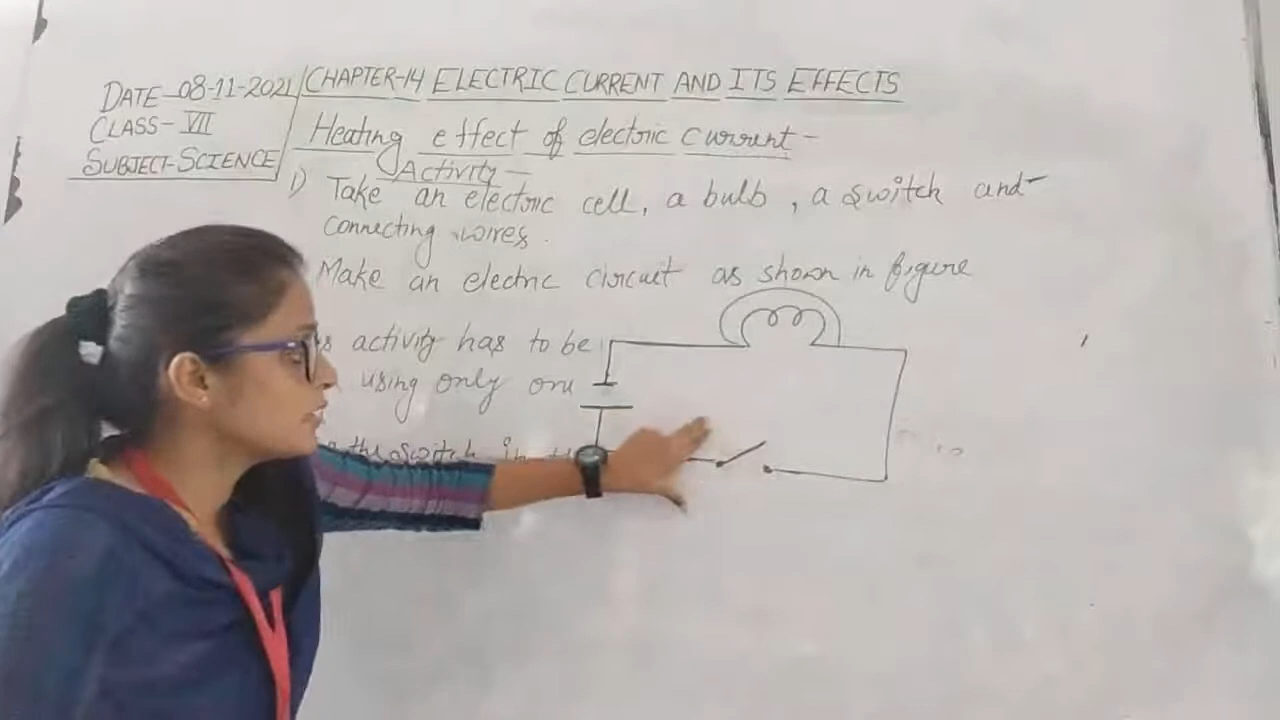 DATE 08-11-2021
CLASS-VII
SUBJECT-SCIENCE
CHAPTER-14 ELECTRIC CURRENT AND ITS EFFECTS
Heating effect of electric current-
Activity-
1) Take an electric cell, a bulb, a switch and-
connecting wires.
Make an electric circuit as shown in figure
activity has to be
using only one
the switch in